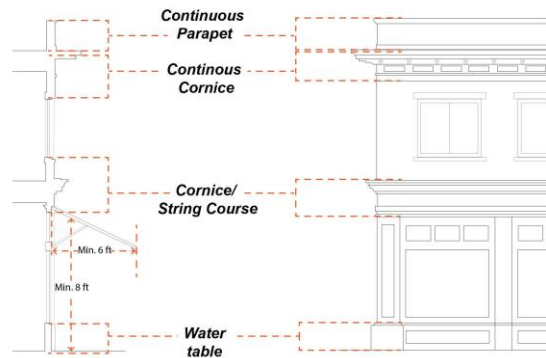 Continuous
Parapet
Continous
Cornice
Cornice/
String Course
Min. 6 ft
Min. 8 ft
Water
table